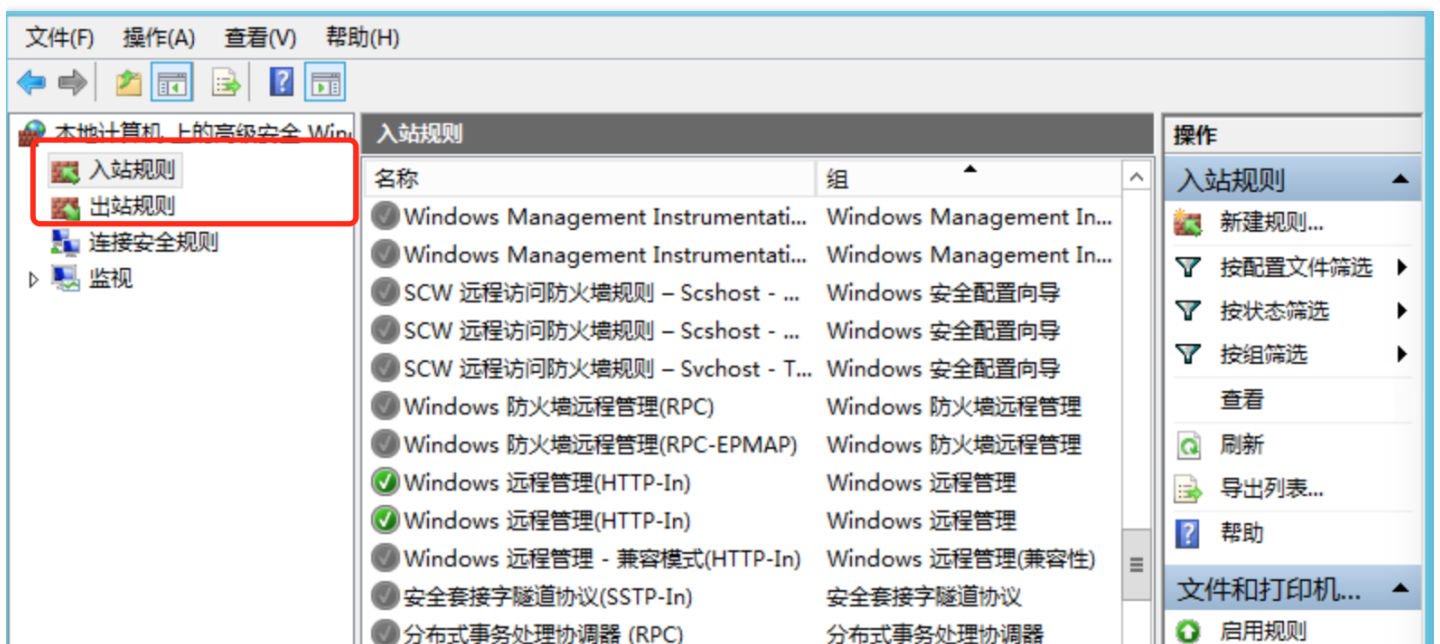 文件(F) 操作(A) 查看(V) 帮助(H)
本地计算机 上的高级安全 Win
入站规则
出站规则
连接安全规则
监视
入站规则
名称 组
Windows Management Instrumentati... Windows Management In...
Windows Management Instrumentati... Windows Management In...
SCW 远程访问防火墙规则 – Scshost - ... Windows 安全配置向导
SCW 远程访问防火墙规则 – Scshost - ... Windows 安全配置向导
SCW 远程访问防火墙规则 – Svchost - T... Windows 安全配置向导
Windows 防火墙远程管理(RPC) Windows 防火墙远程管理
Windows 防火墙远程管理(RPC-EPMAP) Windows 防火墙远程管理
Windows 远程管理(HTTP-In) Windows 远程管理
Windows 远程管理(HTTP-In) Windows 远程管理
Windows 远程管理 - 兼容模式(HTTP-In) Windows 远程管理(兼容性)
安全套接字隧道协议(SSTP-In) 安全套接字隧道协议
分布式事务处理协调器 (RPC) 分布式事务处理协调器
操作
入站规则
新建规则...
按配置文件筛选
按状态筛选
按组筛选
查看
刷新
导出列表...
帮助
文件和打印机...
启用规则